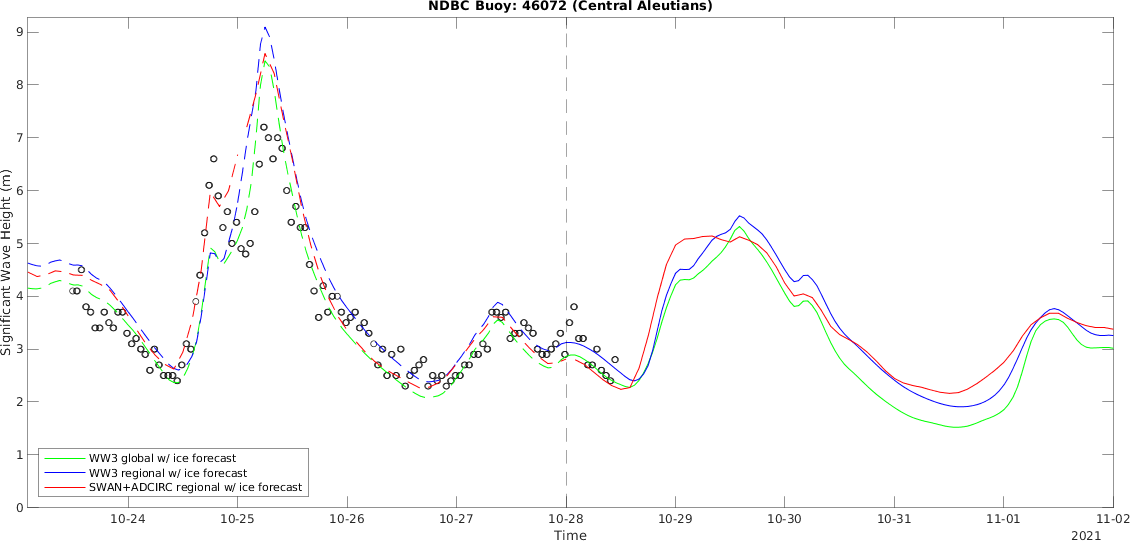 NDBC Buoy: 46072 (Central Aleutians)
Significant Wave Height (m)
9
8
7
6
5
4
3
2
1
0
WW3 global w/ ice forecast
WW3 regional w/ ice forecast
SWAN+ADCIRC regional w/ ice forecast
10-24 10-25 10-26 10-27 10-28 10-29 10-30 10-31 11-01 11-02
Time
2021